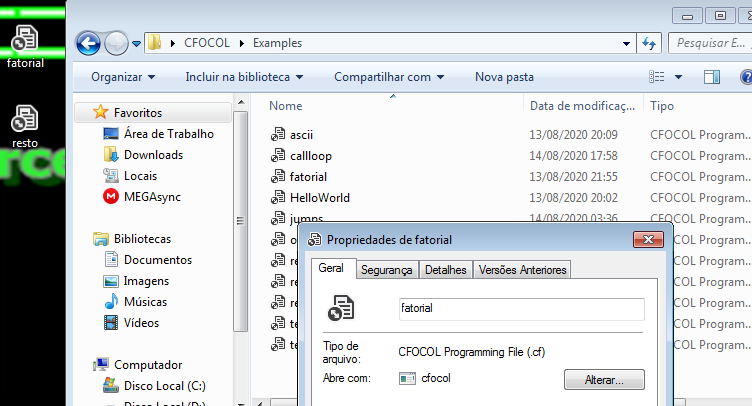 CFOCOL Examples
Pesquisar E...
fatorial
Organizar Incluir na biblioteca Compartilhar com Nova pasta
Favoritos
Área de Trabalho
Downloads
Locais
MEGAsync
Bibliotecas
Documentos
Imagens
Músicas
Vídeos
Computador
Disco Local (C:)
Disco Local (D:)
resto
rce
Nome Data de modificaç... Tipo
ascii 13/08/2020 20:09 CFOCOL Program...
callloop 14/08/2020 17:58 CFOCOL Program...
fatorial 13/08/2020 21:55 CFOCOL Program...
HelloWorld 13/08/2020 20:02 CFOCOL Program...
jumps 14/08/2020 03:36 CFOCOL Program...
Propriedades de fatorial
Geral Segurança Detalhes Versões Anteriores
fatorial
Tipo de
arquivo: CFOCOL Programming File (.cf)
Abre com: cfocol Alterar...